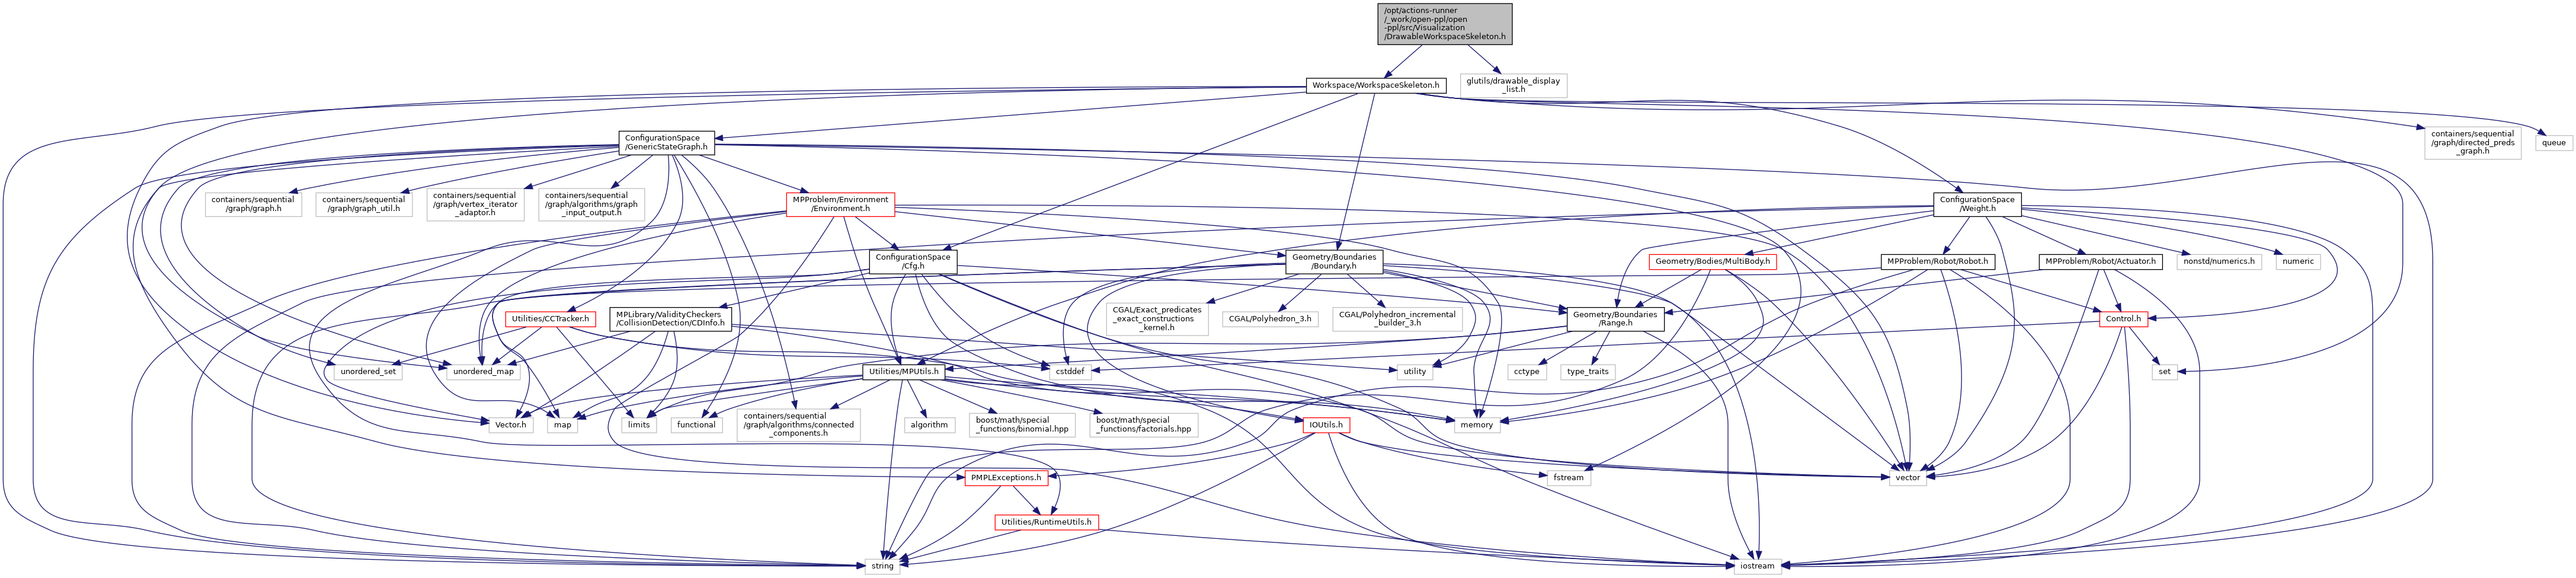 /opt/actions-runner
/_work/open-ppl/open
-ppl/src/Visualization
/DrawableWorkspaceSkeleton.h
Workspace/WorkspaceSkeleton.h
glutils/drawable_display
_list.h
ConfigurationSpace
/GenericStateGraph.h
containers/sequential
/graph/directed_preds
_graph.h
queue
containers/sequential
/graph/graph.h
containers/sequential
/graph/graph_util.h
containers/sequential
/graph/vertex_iterator
_adaptor.h
containers/sequential
/graph/algorithms/graph
_input_output.h
MPProblem/Environment
/Environment.h
ConfigurationSpace
/Weight.h
ConfigurationSpace
/Cfg.h
Geometry/Boundaries
/Boundary.h
Geometry/Bodies/MultiBody.h
MPProblem/Robot/Robot.h
MPProblem/Robot/Actuator.h
nonstd/numerics.h
numeric
Utilities/CCTracker.h
MPLibrary/ValidityCheckers
/CollisionDetection/CDInfo.h
CGAL/Exact_predicates
_exact_constructions
_kernel.h
CGAL/Polyhedron_3.h
CGAL/Polyhedron_incremental
_builder_3.h
Geometry/Boundaries
/Range.h
Control.h
unordered_set
unordered_map
Utilities/MPUtils.h
cstddef
utility
cctype
type_traits
set
Vector.h
map
limits
functional
containers/sequential
/graph/algorithms/connected
_components.h
algorithm
boost/math/special
_functions/binomial.hpp
boost/math/special
_functions/factorials.hpp
IOUtils.h
memory
PMPLExceptions.h
fstream
vector
Utilities/RuntimeUtils.h
string
iostream